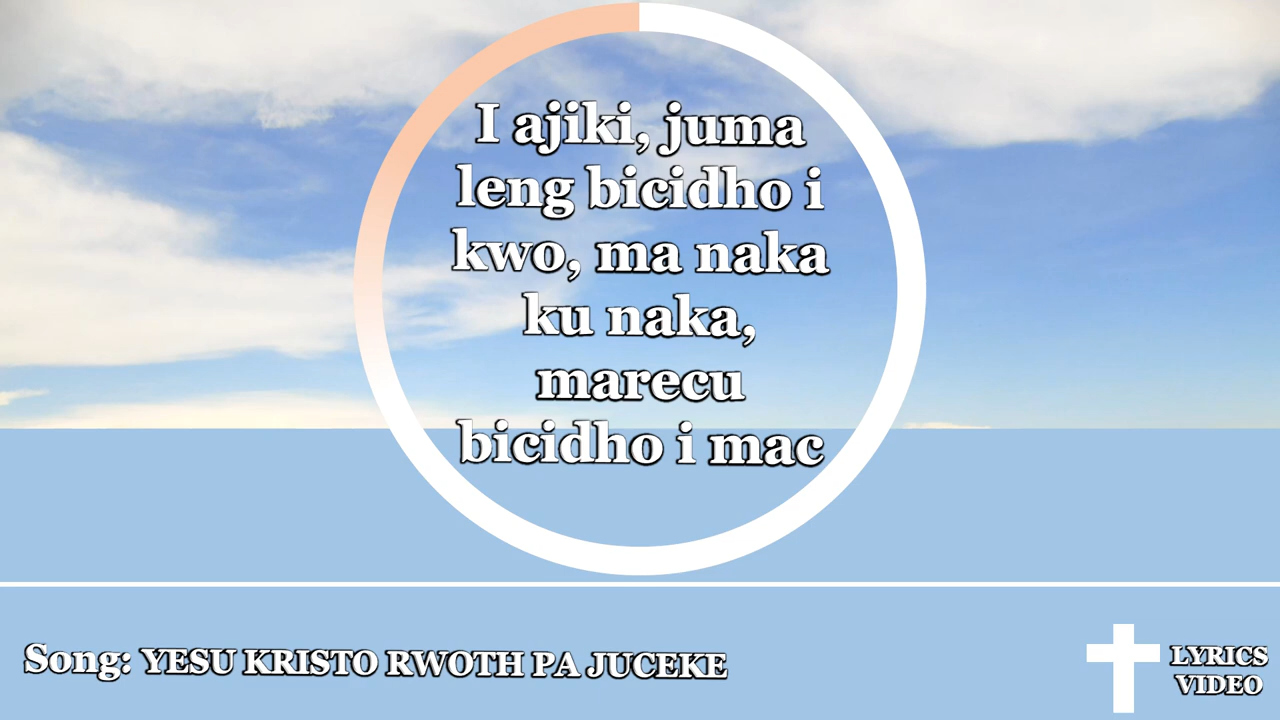 I ajiki, juma
leng bicidho i
kwo, ma naka
ku naka,
marecu
bicidho i mac
Song: YESU KRISTO RWOTH PA JUCEKE
LYRICS
VIDEO